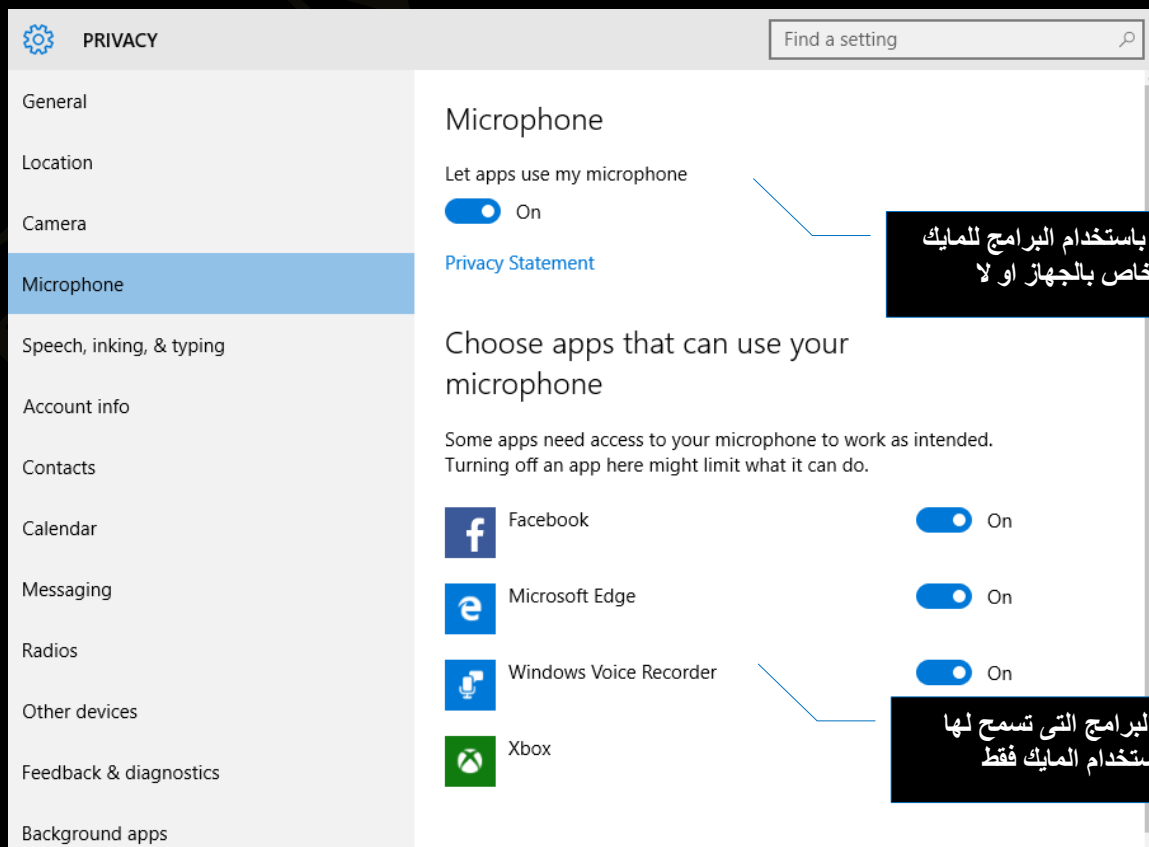 PRIVACY
Find a setting
General
Location
Camera
Microphone
Speech, inking, & typing
Account info
Contacts
Calendar
Messaging
Radios
Other devices
Feedback & diagnostics
Background apps
Microphone
Let apps use my microphone
On
Privacy Statement
باستخدام البرامج للمايك
بالجهاز او لا
Choose apps that can use your
microphone
Some apps need access to your microphone to work as intended.
Turning off an app here might limit what it can do.
Facebook
On
Microsoft Edge
On
Windows Voice Recorder
On
Xbox
التى تسمح لها
المايك فقط